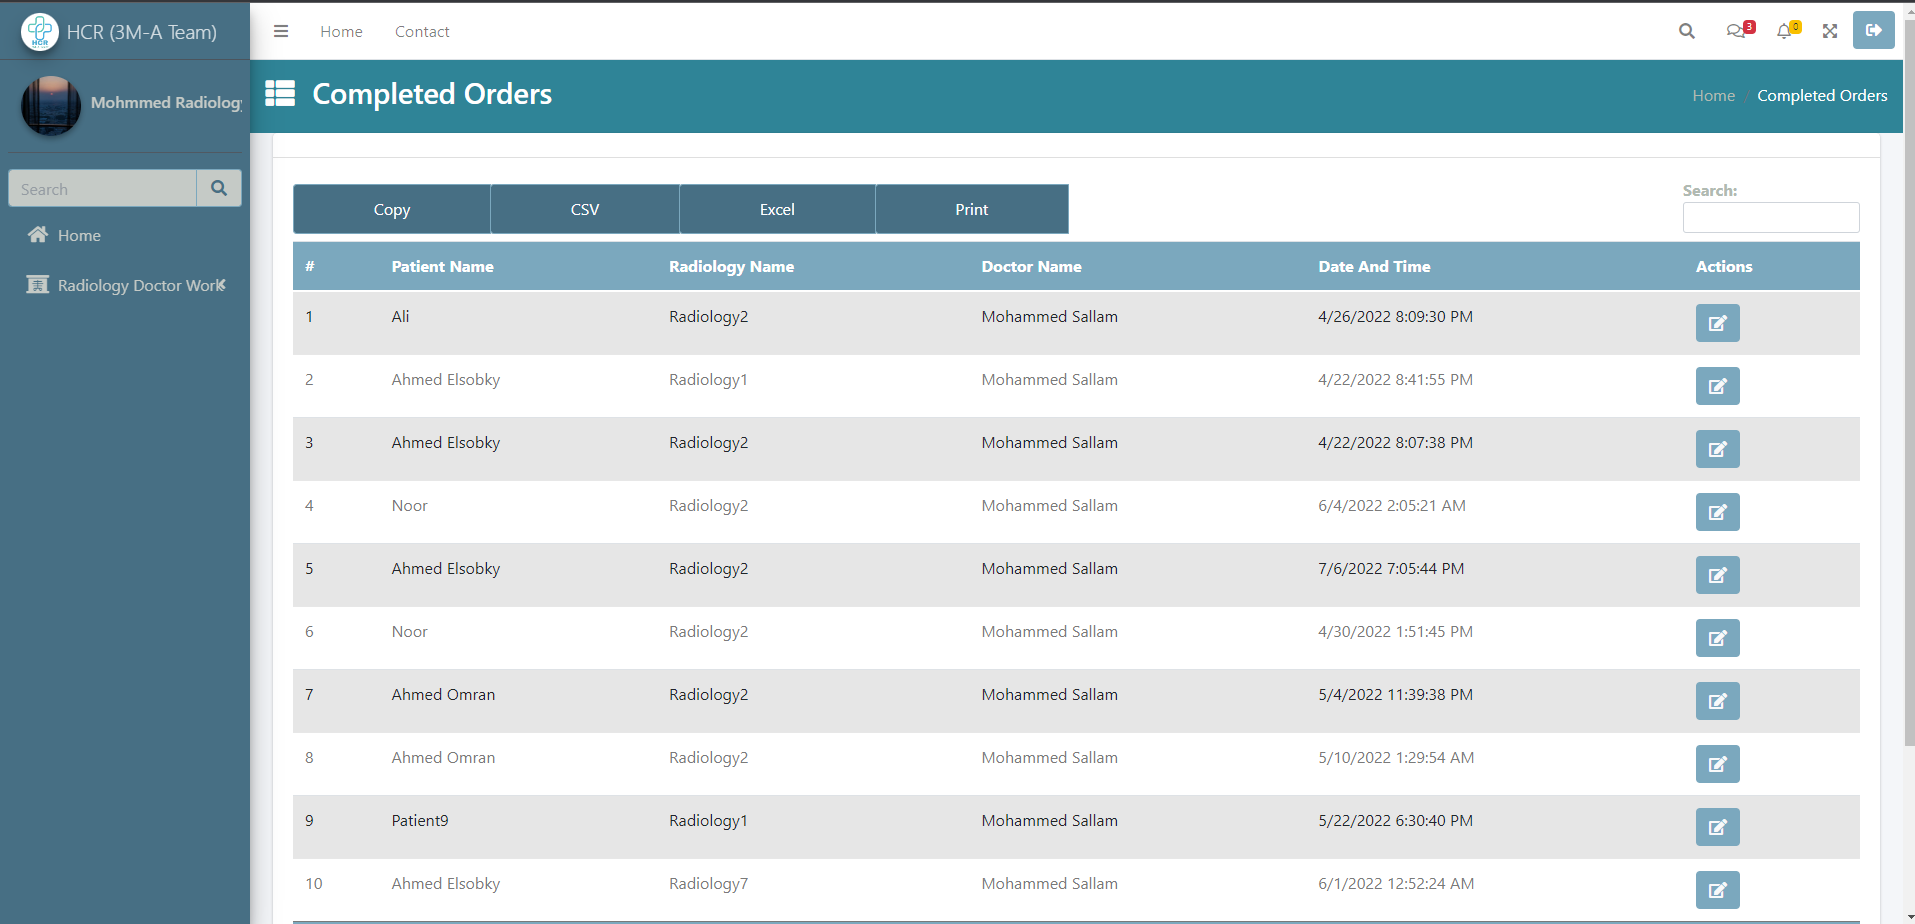 HCR (3M-A Team)
Home Contact
3 0
HCR
Mohmmed Radiology
Completed Orders
Home / Completed Orders
Search
Home
Radiology Doctor Work
Copy CSV Excel Print
Search:
# Patient Name Radiology Name Doctor Name Date And Time Actions
1 Ali Radiology2 Mohammed Sallam 4/26/2022 8:09:30 PM
2 Ahmed Elsobky Radiology1 Mohammed Sallam 4/22/2022 8:41:55 PM
3 Ahmed Elsobky Radiology2 Mohammed Sallam 4/22/2022 8:07:38 PM
4 Noor Radiology2 Mohammed Sallam 6/4/2022 2:05:21 AM
5 Ahmed Elsobky Radiology2 Mohammed Sallam 7/6/2022 7:05:44 PM
6 Noor Radiology2 Mohammed Sallam 4/30/2022 1:51:45 PM
7 Ahmed Omran Radiology2 Mohammed Sallam 5/4/2022 11:39:38 PM
8 Ahmed Omran Radiology2 Mohammed Sallam 5/10/2022 1:29:54 AM
9 Patient9 Radiology1 Mohammed Sallam 5/22/2022 6:30:40 PM
10 Ahmed Elsobky Radiology7 Mohammed Sallam 6/1/2022 12:52:24 AM